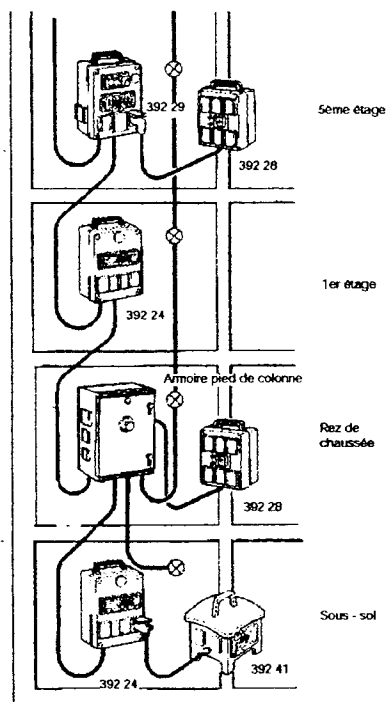 392 29
5ème étage
392 28
1er étage
392 24
Armoire pied de colonne
Rez de
chaussée
392 28
Sous - sol
392 41
392 24